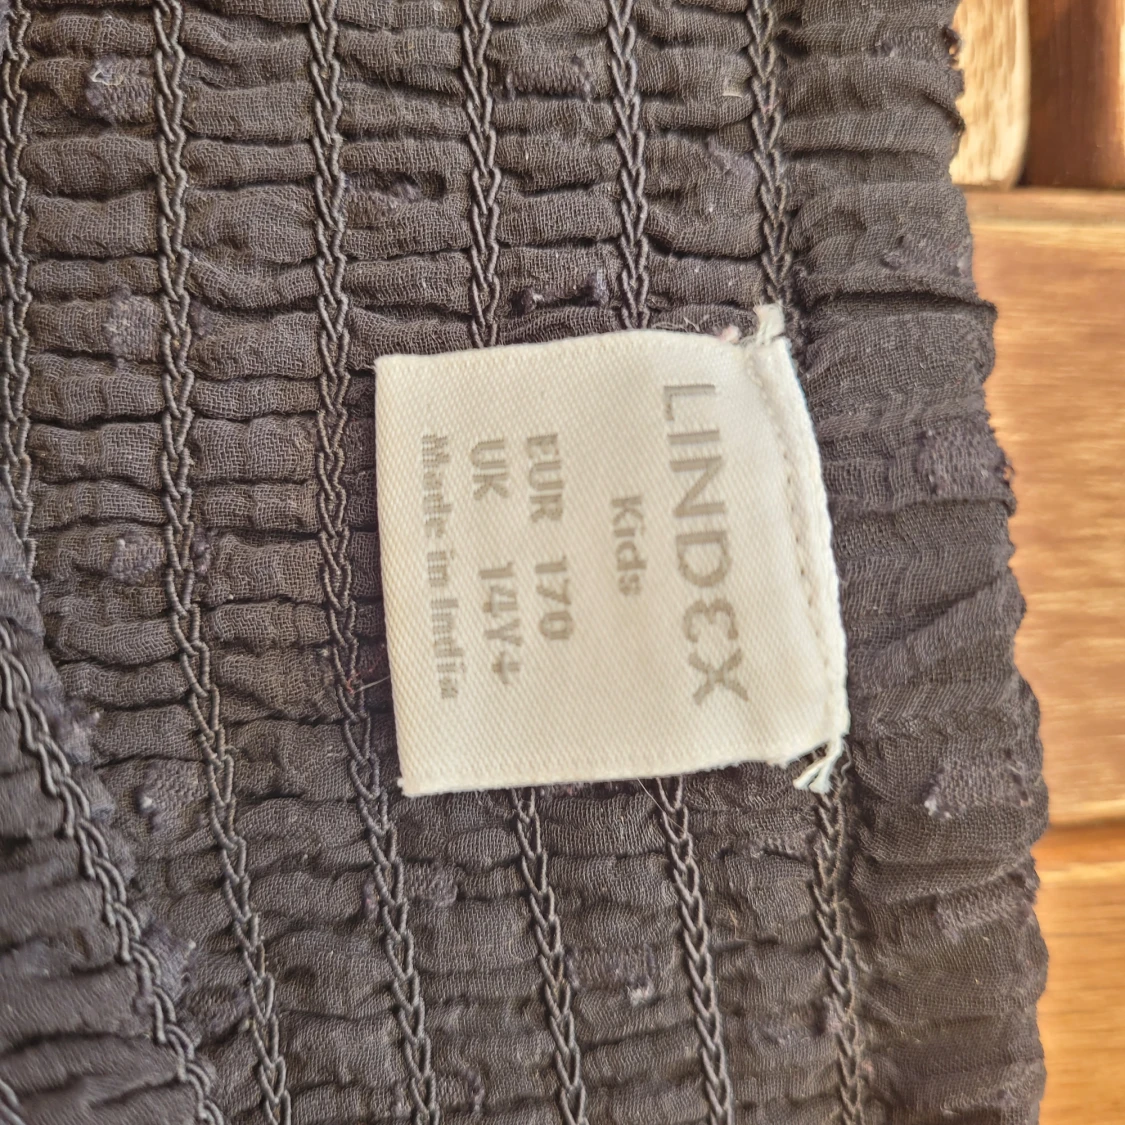 LINDEX
Kids
EUR 170
UK 14Y+
Made in India